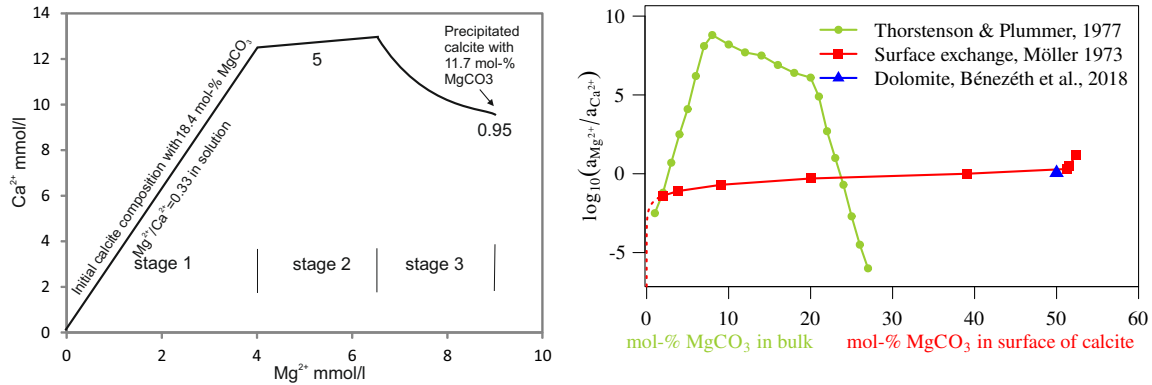 14
12
10
8
6
4
2
0
Ca²⁺ mmol/l
Initial calcite composition with 18.4 mol-% MgCO₃
Mg²⁺/Ca²⁺=0.33 in solution
5
Precipitated
calcite with
11.7 mol-%
MgCO3
0.95
stage 1
stage 2
stage 3
0 2 4 6 8 10
Mg²⁺ mmol/l
10
5
0
-5
log₁₀(a_Mg²⁺/a_Ca²⁺)
Thorstenson & Plummer, 1977
Surface exchange, Möller 1973
Dolomite, Bénezéth et al., 2018
0 10 20 30 40 50 60
mol-% MgCO₃ in bulk
mol-% MgCO₃ in surface of calcite